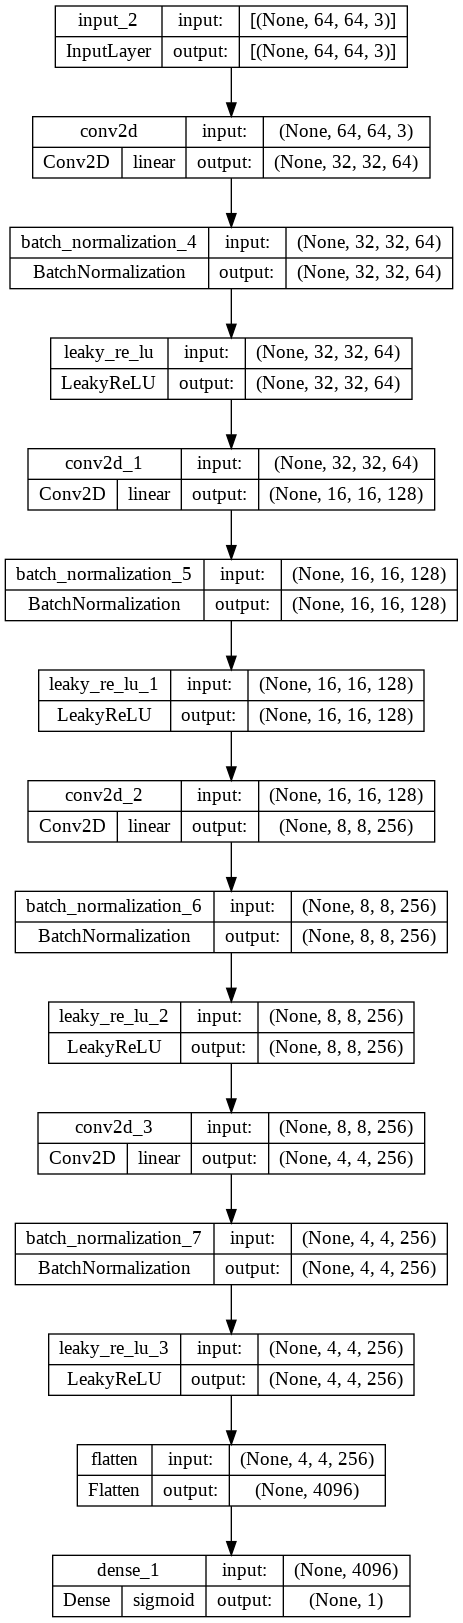 input_2 input: [(None, 64, 64, 3)]
InputLayer output: [(None, 64, 64, 3)]
conv2d input: (None, 64, 64, 3)
Conv2D linear output: (None, 32, 32, 64)
batch_normalization_4 input: (None, 32, 32, 64)
BatchNormalization output: (None, 32, 32, 64)
leaky_re_lu input: (None, 32, 32, 64)
LeakyReLU output: (None, 32, 32, 64)
conv2d_1 input: (None, 32, 32, 64)
Conv2D linear output: (None, 16, 16, 128)
batch_normalization_5 input: (None, 16, 16, 128)
BatchNormalization output: (None, 16, 16, 128)
leaky_re_lu_1 input: (None, 16, 16, 128)
LeakyReLU output: (None, 16, 16, 128)
conv2d_2 input: (None, 16, 16, 128)
Conv2D linear output: (None, 8, 8, 256)
batch_normalization_6 input: (None, 8, 8, 256)
BatchNormalization output: (None, 8, 8, 256)
leaky_re_lu_2 input: (None, 8, 8, 256)
LeakyReLU output: (None, 8, 8, 256)
conv2d_3 input: (None, 8, 8, 256)
Conv2D linear output: (None, 4, 4, 256)
batch_normalization_7 input: (None, 4, 4, 256)
BatchNormalization output: (None, 4, 4, 256)
leaky_re_lu_3 input: (None, 4, 4, 256)
LeakyReLU output: (None, 4, 4, 256)
flatten input: (None, 4, 4, 256)
Flatten output: (None, 4096)
dense_1 input: (None, 4096)
Dense sigmoid output: (None, 1)